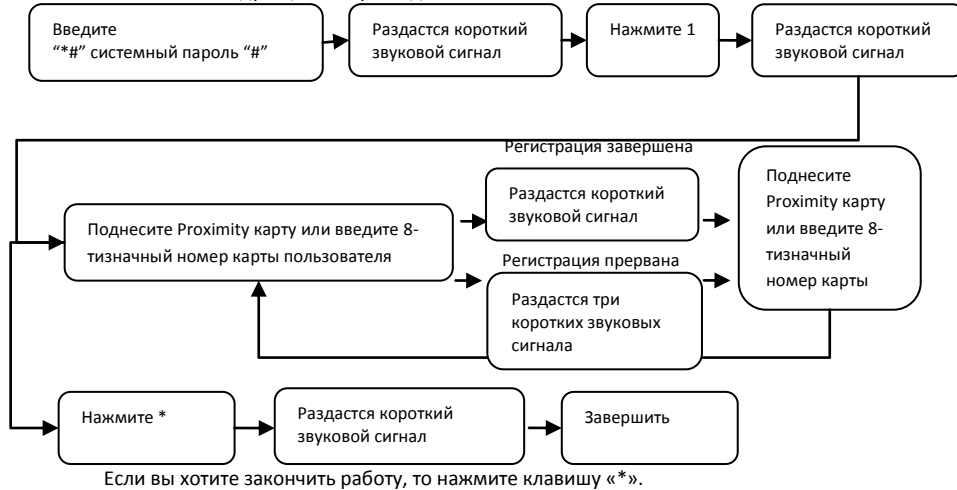 Введите
“*#” системный пароль “#”
Раздастся короткий
звуковой сигнал
Нажмите 1
Раздастся короткий
звуковой сигнал
Регистрация завершена
Раздастся короткий
звуковой сигнал
Поднесите
Proximity карту
или введите 8-
тизначный
номер карты
Поднесите Proximity карту или введите 8-
тизначный номер карты пользователя
Регистрация прервана
Раздастся три
коротких звуковых
сигнала
Нажмите *
Раздастся короткий
звуковой сигнал
Завершить
Если вы хотите закончить работу, то нажмите клавишу «*».